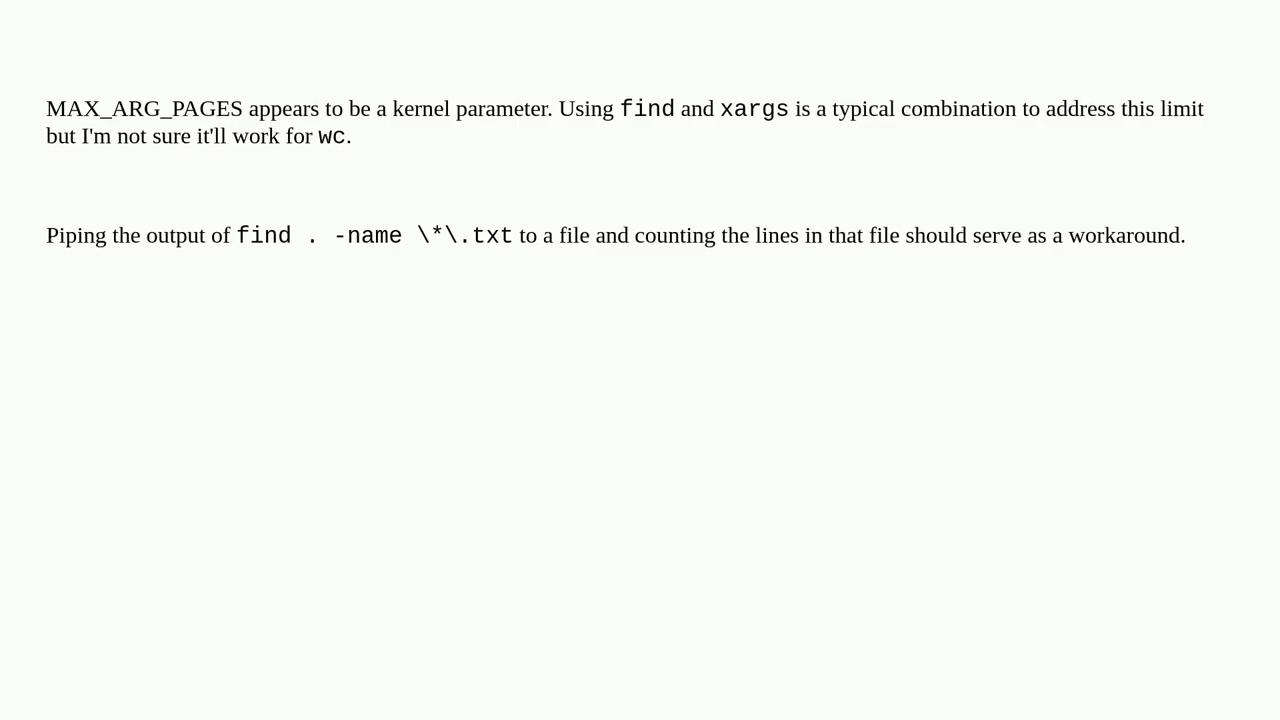 MAX_ARG_PAGES appears to be a kernel parameter. Using find and xargs is a typical combination to address this limit
but I'm not sure it'll work for wc.
Piping the output of find . -name \*\.txt to a file and counting the lines in that file should serve as a workaround.